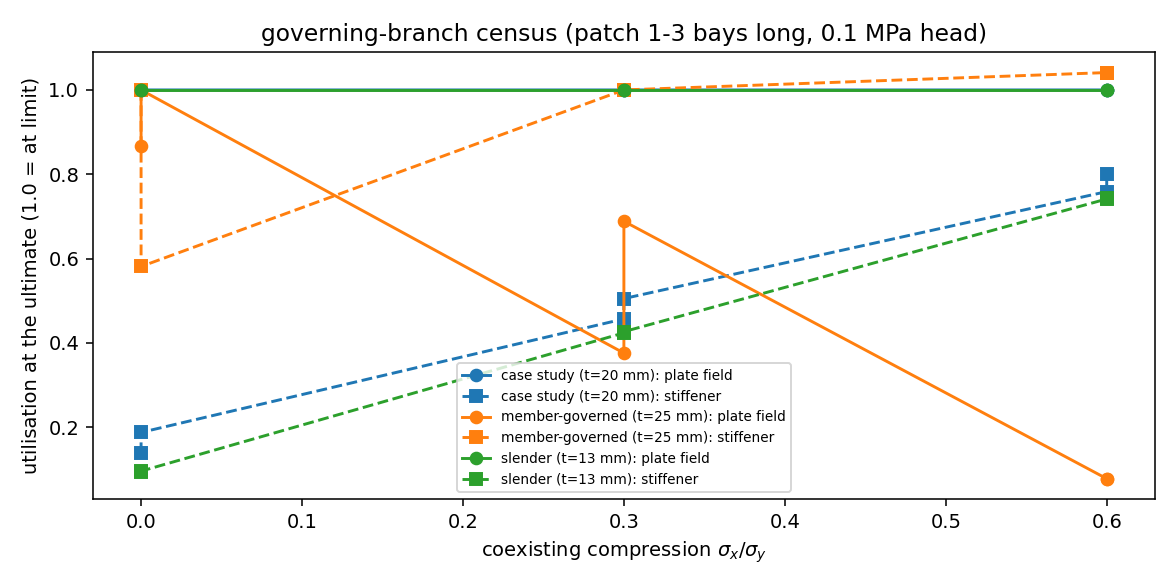 governing-branch census (patch 1-3 bays long, 0.1 MPa head)
utilisation at the ultimate (1.0 = at limit)
1.0
0.8
0.6
0.4
0.2
case study (t=20 mm): plate field
case study (t=20 mm): stiffener
member-governed (t=25 mm): plate field
member-governed (t=25 mm): stiffener
slender (t=13 mm): plate field
slender (t=13 mm): stiffener
0.0 0.1 0.2 0.3 0.4 0.5 0.6
coexisting compression σx/σy